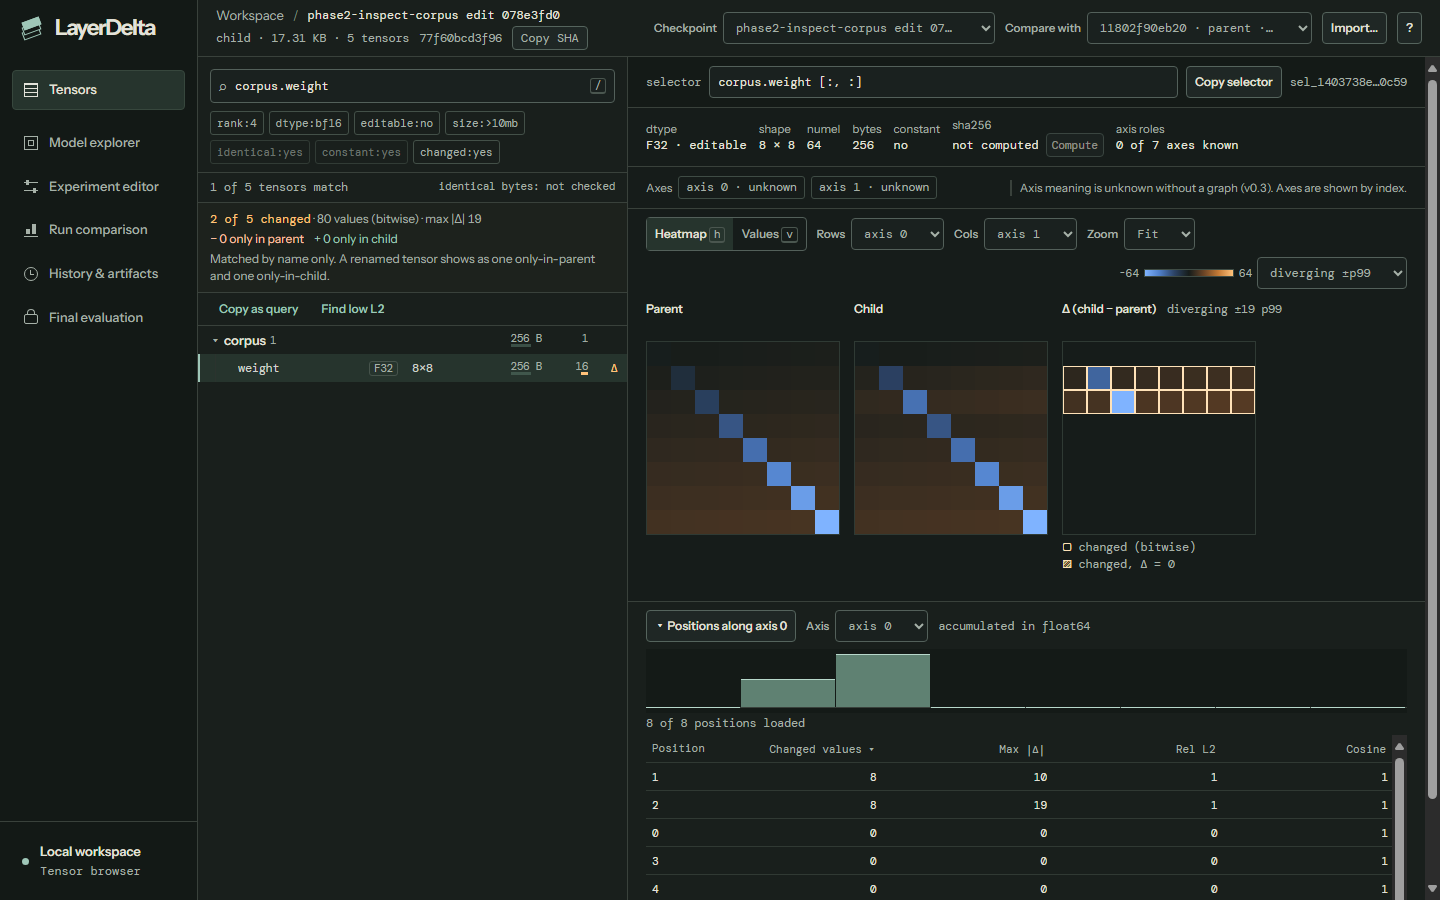 LayerDelta
Tensors
Model explorer
Experiment editor
Run comparison
History & artifacts
Final evaluation
Local workspace
Tensor browser
Workspace / phase2-inspect-corpus edit 078e3fd0
child · 17.31 KB · 5 tensors 77f60bcd3f96 Copy SHA
Checkpoint phase2-inspect-corpus edit 07… Compare with 11802f90eb20 · parent ·… Import… ?
corpus.weight /
rank:4 dtype:bf16 editable:no size:>10mb
identical:yes constant:yes changed:yes
1 of 5 tensors match identical bytes: not checked
2 of 5 changed · 80 values (bitwise) · max |Δ| 19
− 0 only in parent + 0 only in child
Matched by name only. A renamed tensor shows as one only-in-parent
and one only-in-child.
Copy as query Find low L2
corpus 1 256 B 1
weight F32 8×8 256 B 16 Δ
selector corpus.weight [:, :] Copy selector sel_1403738e…0c59
dtype shape numel bytes constant sha256 axis roles
F32 · editable 8 × 8 64 256 no not computed Compute 0 of 7 axes known
Axes axis 0 · unknown axis 1 · unknown Axis meaning is unknown without a graph (v0.3). Axes are shown by index.
Heatmap h Values v Rows axis 0 Cols axis 1 Zoom Fit
-64 64 diverging ±p99
Parent Child Δ (child − parent) diverging ±19 p99
changed (bitwise)
changed, Δ = 0
Positions along axis 0 Axis axis 0 accumulated in float64
8 of 8 positions loaded
Position Changed values Max |Δ| Rel L2 Cosine
1 8 10 1 1
2 8 19 1 1
0 0 0 0 1
3 0 0 0 1
4 0 0 0 1